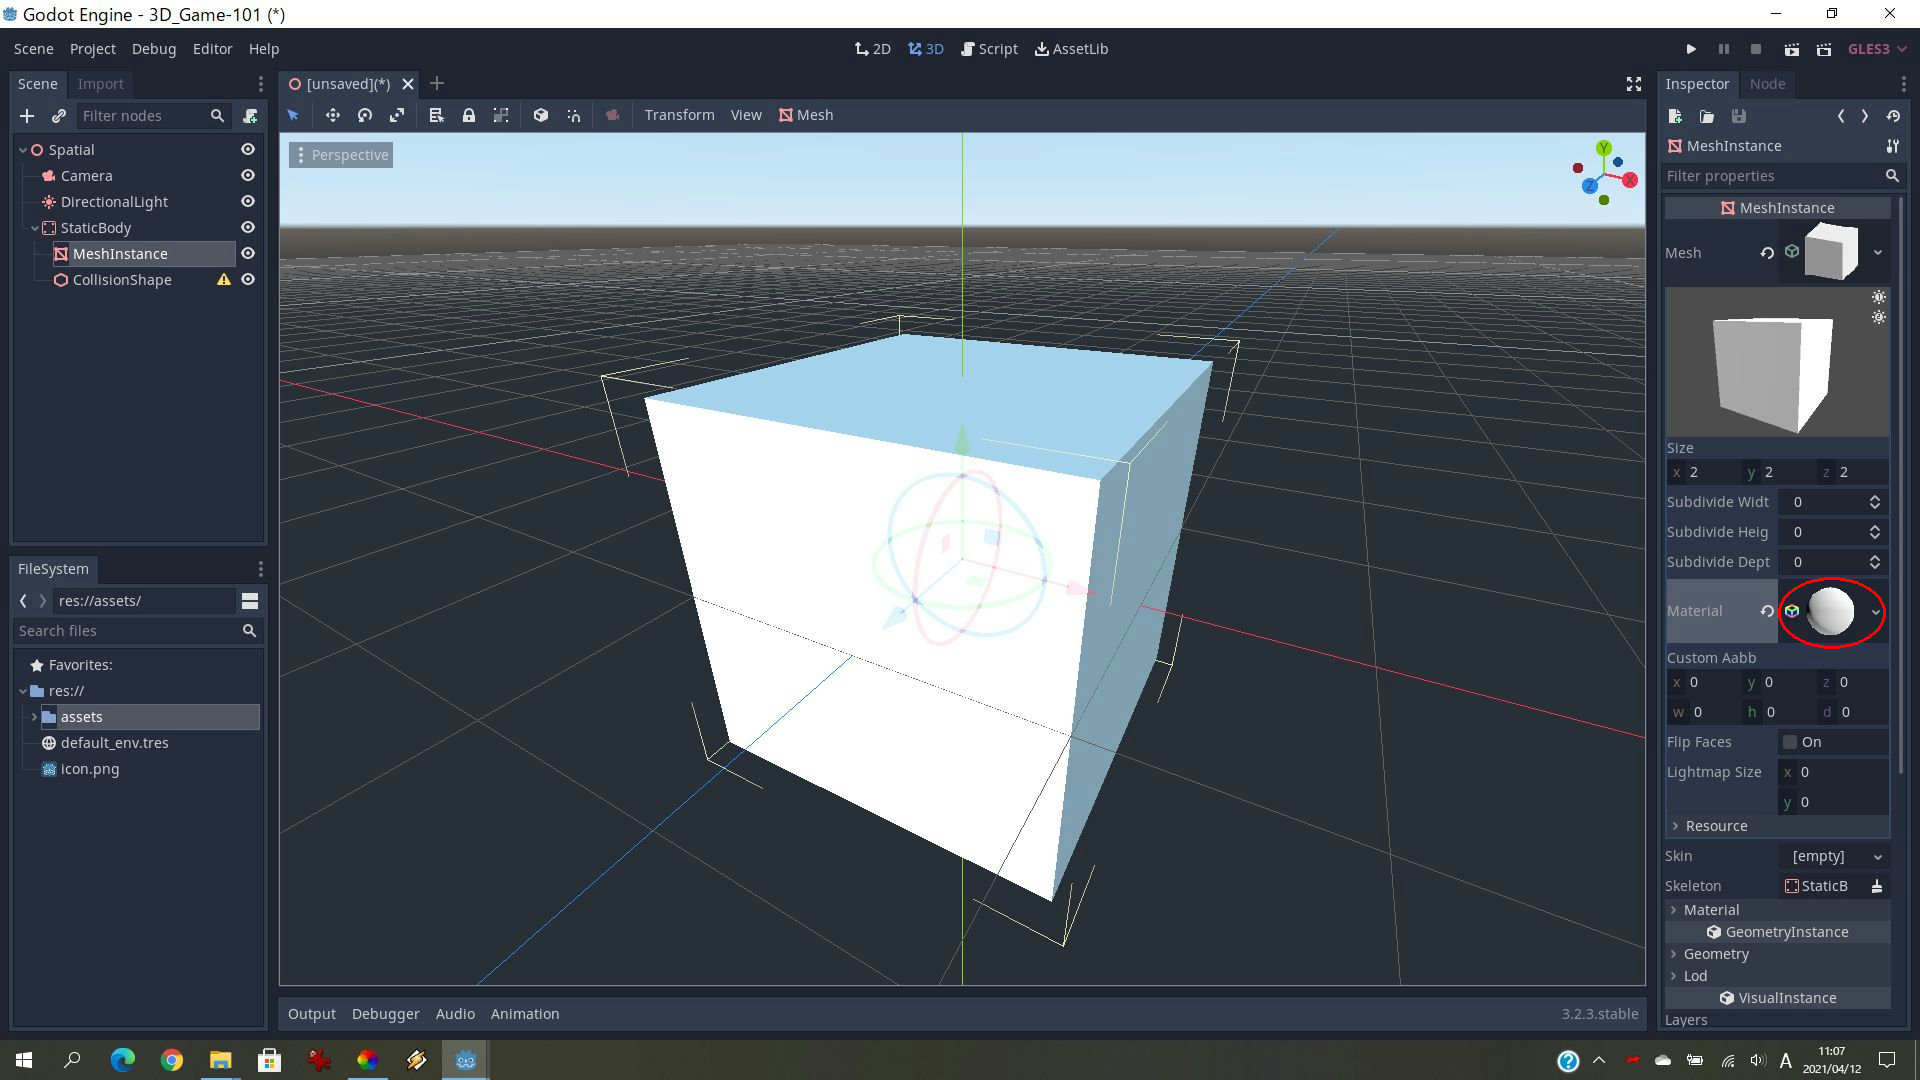 Godot Engine - 3D_Game-101 (*)
Scene Project Debug Editor Help
2D 3D Script AssetLib
GLES3
Scene Import
Filter nodes
Spatial
Camera
DirectionalLight
StaticBody
MeshInstance
CollisionShape
FileSystem
res://assets/
Search files
Favorites:
res://
assets
default_env.tres
icon.png
[unsaved](*)
Transform View Mesh
Perspective
Y
X
Z
Output Debugger Audio Animation
3.2.3.stable
Inspector Node
MeshInstance
Filter properties
MeshInstance
Mesh
Size
x 2 y 2 z 2
Subdivide Widt 0
Subdivide Heig 0
Subdivide Dept 0
Material
Custom Aabb
x 0 y 0 z 0
w 0 h 0 d 0
Flip Faces On
Lightmap Size x 0
y 0
Resource
Skin [empty]
Skeleton StaticB
Material
GeometryInstance
Geometry
Lod
VisualInstance
Layers
A
11:07
2021/04/12